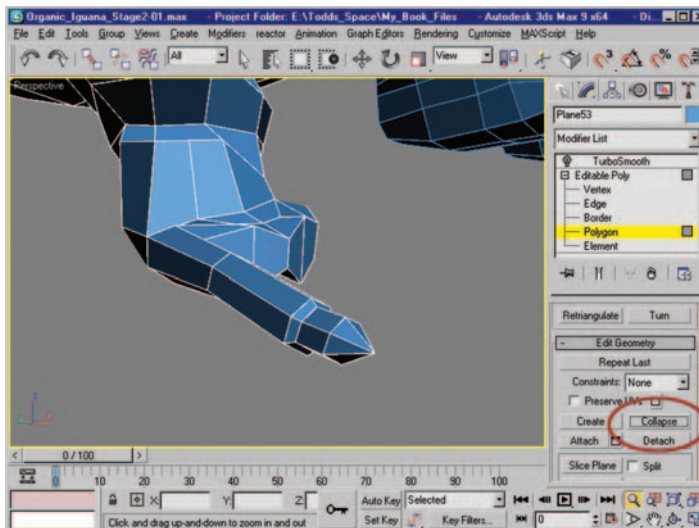 Organic_Iguana_Stage2-01.max - Project Folder: E:\Todds_Space\My_Book_Files - Autodesk 3ds Max 9 x64 - Di...
File Edit Tools Group Views Create Modifiers reactor Animation Graph Editors Rendering Customize MAXScript Help
All View 3
Perspective
Plane53
Modifier List
TurboSmooth
Editable Poly
Vertex
Edge
Border
Polygon
Element
Retriangulate Turn
- Edit Geometry
Repeat Last
Constraints: None
Preserve UVs
Create Collapse
Attach Detach
Slice Plane Split
< 0 / 100 >
0 10 20 30 40 50 60 70 80 90 100
X: Y: Z: Auto Key Selected
Click and drag up-and-down to zoom in and out Set Key Key Filters... 0